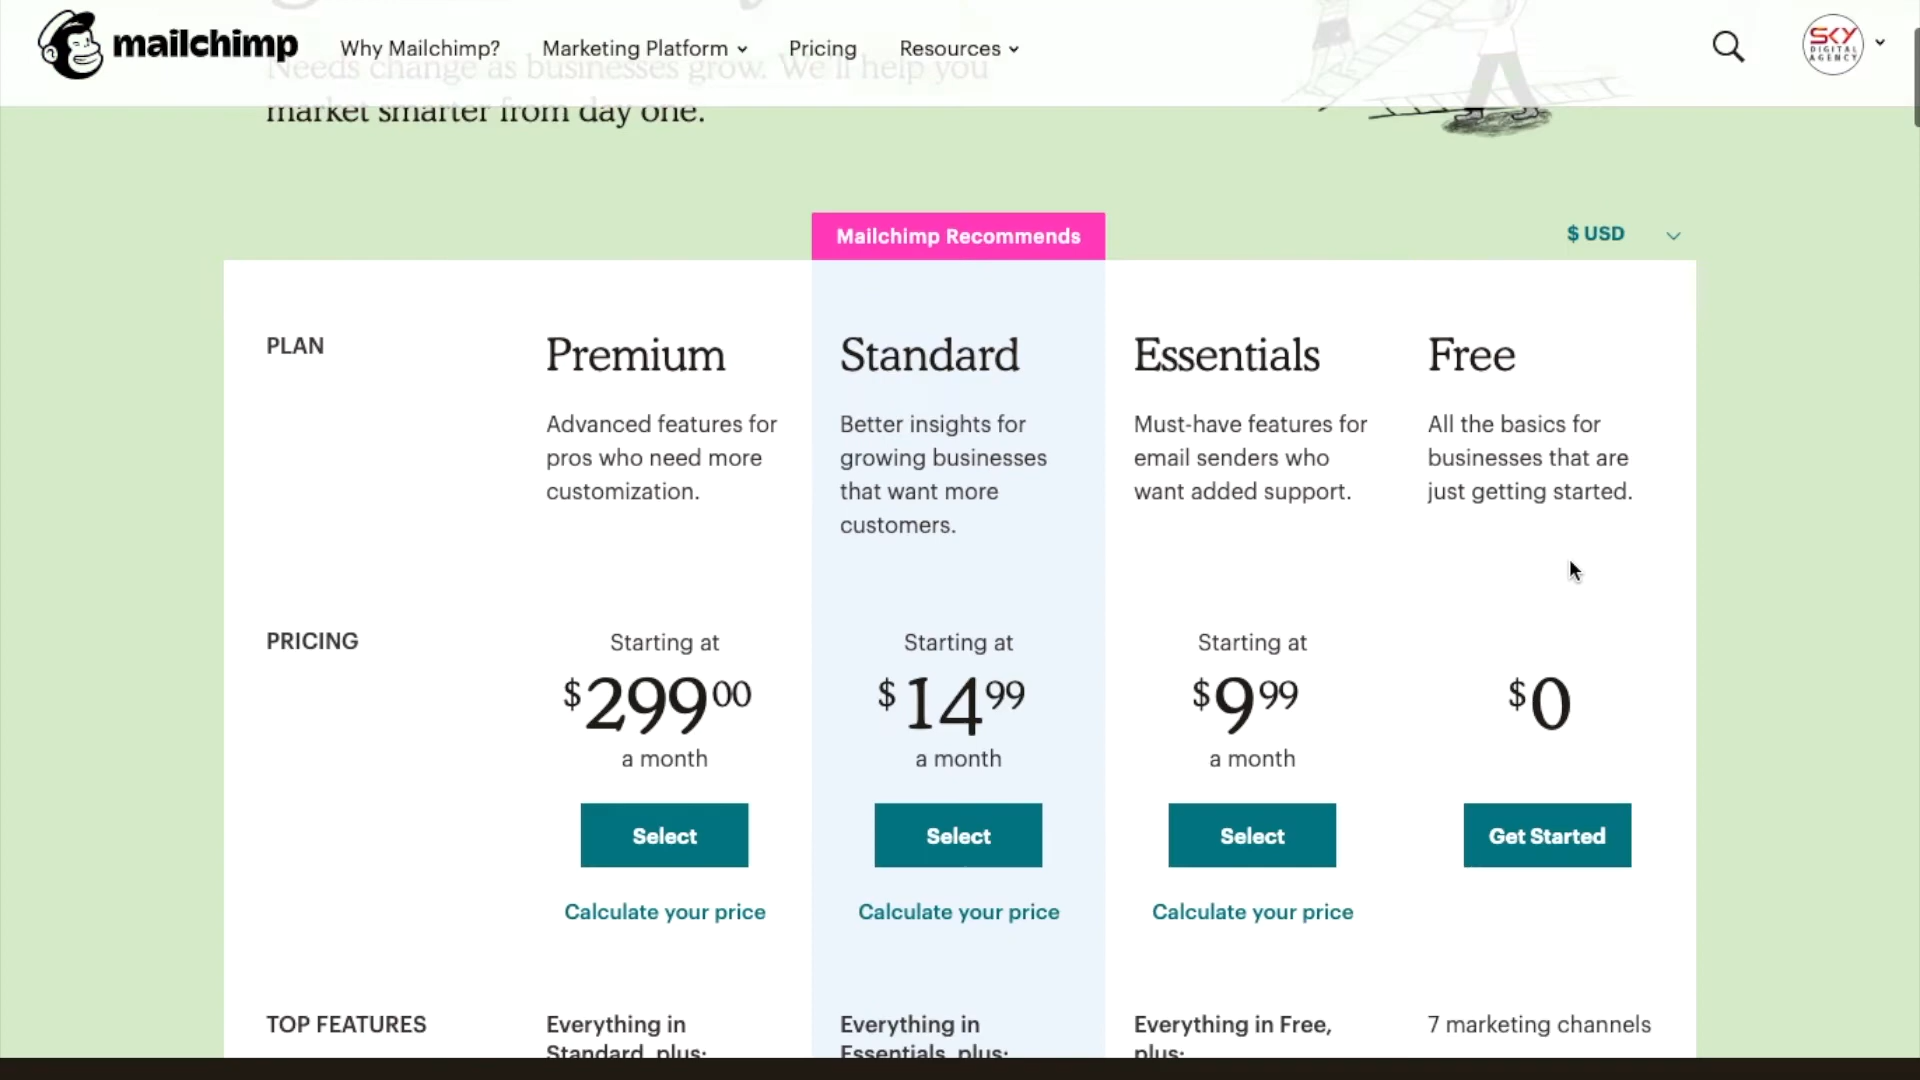 mailchimp
Why Mailchimp?
Marketing Platform
Pricing
Resources
SKY
DIGITAL
AGENCY
Needs change as businesses grow. We'll help you
market smarter from day one.
Mailchimp Recommends
$ USD
PLAN
Premium
Standard
Essentials
Free
Advanced features for
pros who need more
customization.
Better insights for
growing businesses
that want more
customers.
Must-have features for
email senders who
want added support.
All the basics for
businesses that are
just getting started.
PRICING
Starting at
$299 00
a month
Select
Calculate your price
Starting at
$14 99
a month
Select
Calculate your price
Starting at
$9 99
a month
Select
Calculate your price
$0
Get Started
TOP FEATURES
Everything in
Standard, plus:
Everything in
Essentials, plus:
Everything in Free,
plus:
7 marketing channels